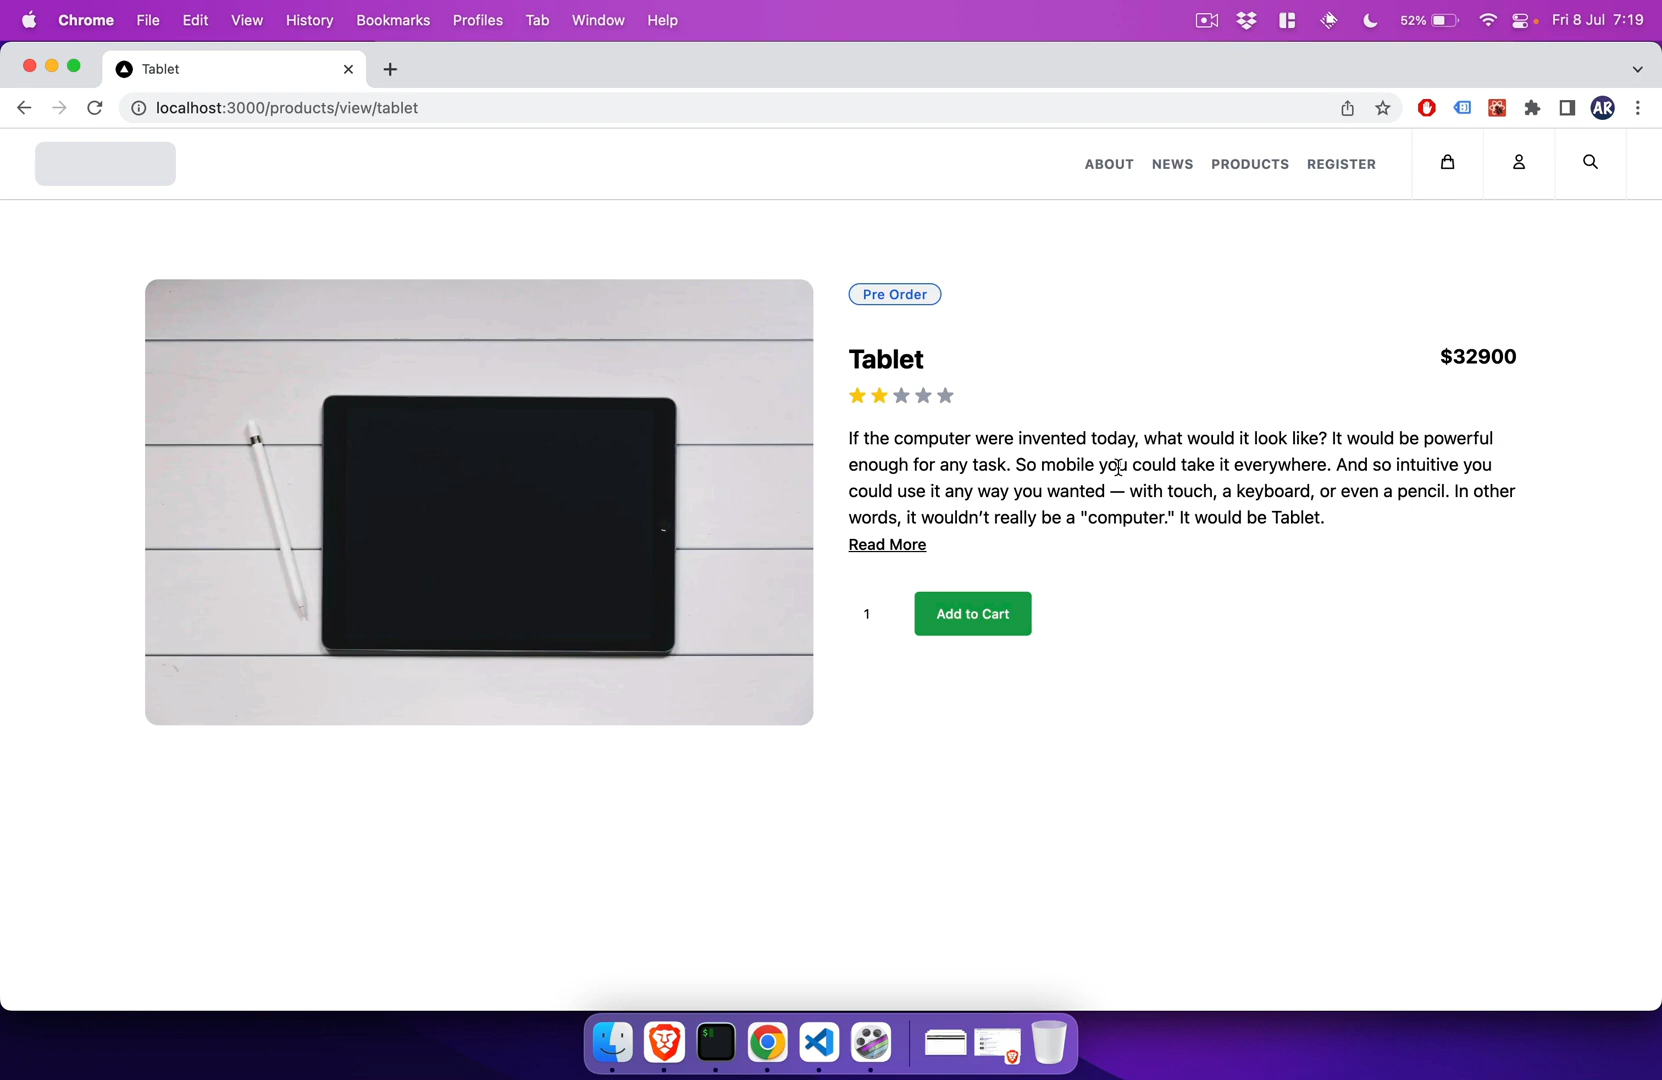 Chrome File Edit View History Bookmarks Profiles Tab Window Help 52% Fri 8 Jul 7:19
Tablet
localhost:3000/products/view/tablet AR
ABOUT NEWS PRODUCTS REGISTER
Pre Order
Tablet $32900
If the computer were invented today, what would it look like? It would be powerful
enough for any task. So mobile you could take it everywhere. And so intuitive you
could use it any way you wanted — with touch, a keyboard, or even a pencil. In other
words, it wouldn’t really be a "computer." It would be Tablet.
Read More
1 Add to Cart